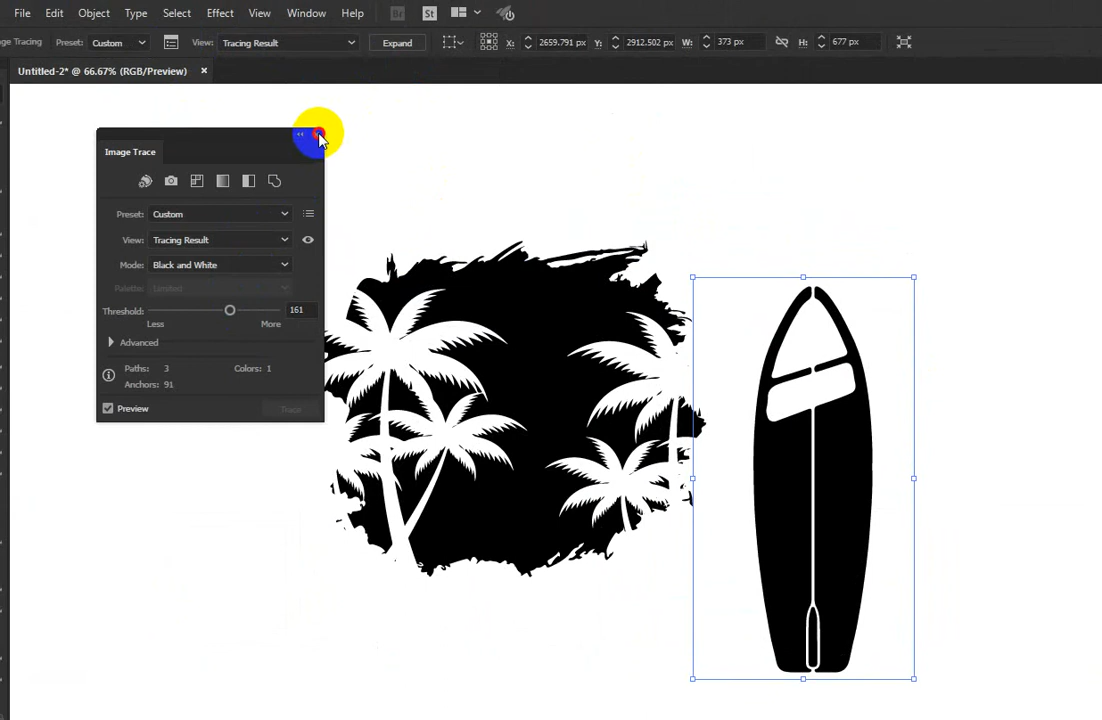 File Edit Object Type Select Effect View Window Help Br St
ge Tracing Preset: Custom View: Tracing Result Expand X: 2659.791 px Y: 2912.502 px W: 373 px H: 677 px
Untitled-2* @ 66.67% (RGB/Preview) ×
Image Trace
Preset: Custom
View: Tracing Result
Mode: Black and White
Palette: Limited
Threshold: 161
Less More
Advanced
Paths: 3 Colors: 1
Anchors: 91
Preview Trace